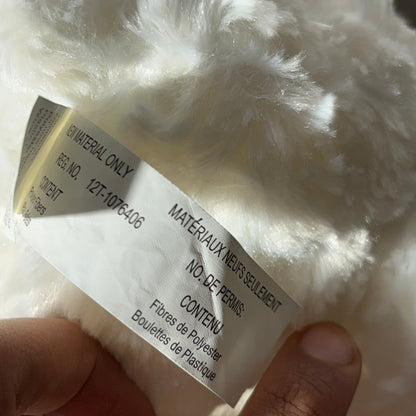 NEW MATERIAL ONLY
REG. NO. 12T-1076406
CONTENT
MATÉRIAUX NEUFS SEULEMENT
NO. DE PERMIS:
CONTENU
Fibres de Polyester
Boulettes de Plastique